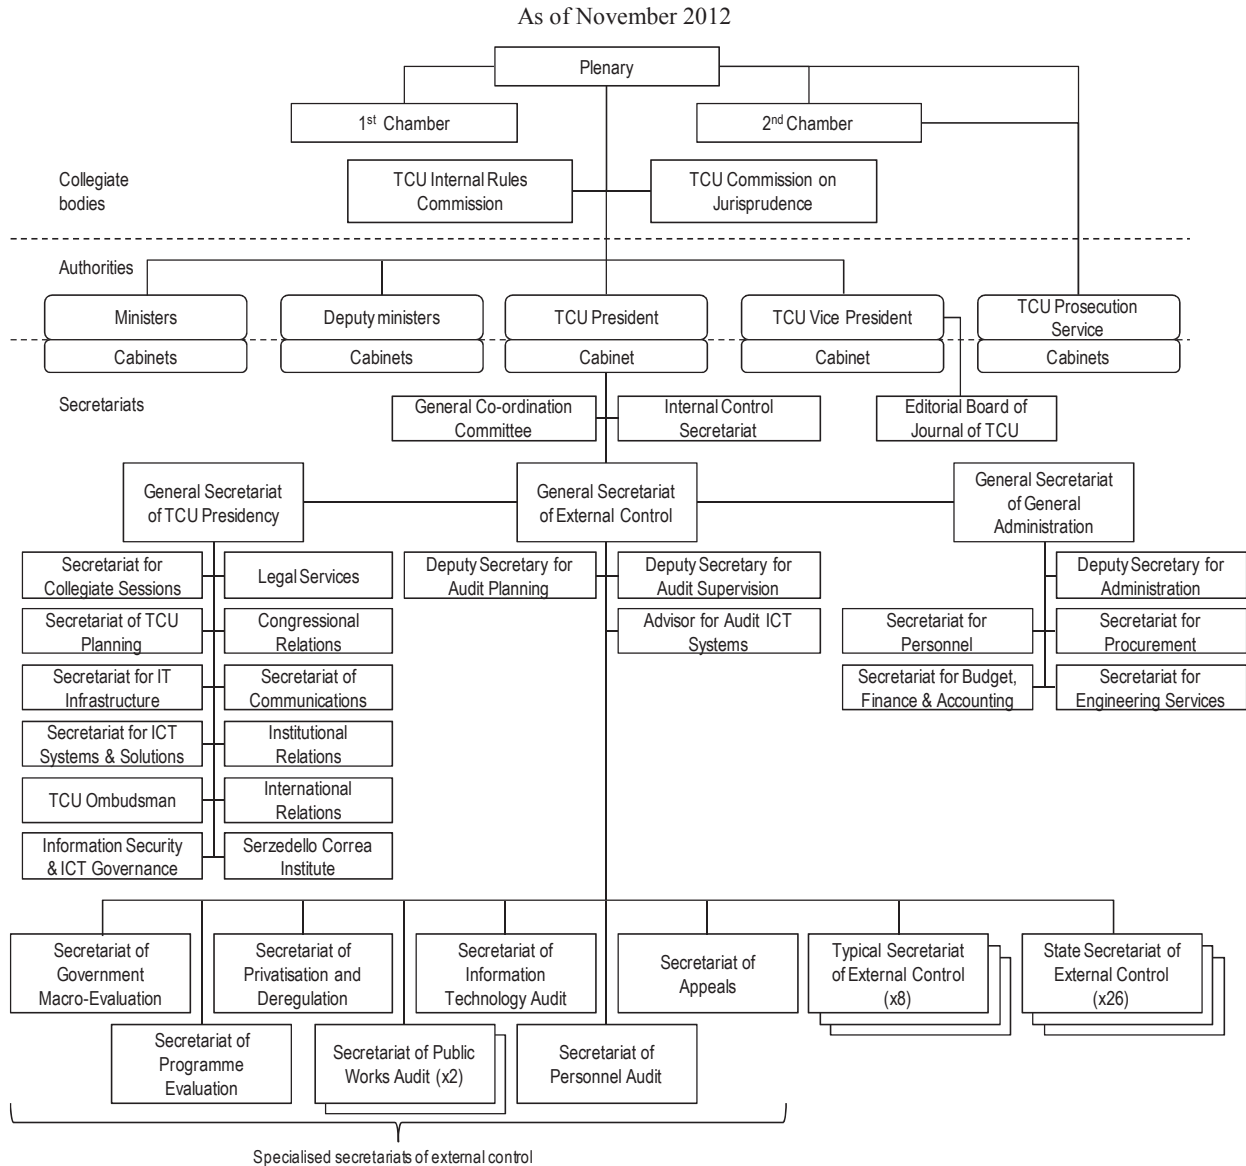 As of November 2012
Plenary
1st Chamber
2nd Chamber
Collegiate
bodies
TCU Internal Rules
Commission
TCU Commission on
Jurisprudence
Authorities
Ministers
Deputy ministers
TCU President
TCU Vice President
TCU Prosecution
Service
Cabinets
Cabinets
Cabinet
Cabinet
Cabinets
Secretariats
General Co-ordination
Committee
Internal Control
Secretariat
Editorial Board of
Journal of TCU
General Secretariat
of TCU Presidency
General Secretariat
of External Control
General Secretariat
of General
Administration
Secretariat for
Collegiate Sessions
Legal Services
Secretariat of TCU
Planning
Congressional
Relations
Secretariat for IT
Infrastructure
Secretariat of
Communications
Secretariat for ICT
Systems & Solutions
Institutional
Relations
TCU Ombudsman
International
Relations
Information Security
& ICT Governance
Serzedello Correa
Institute
Deputy Secretary for
Audit Planning
Deputy Secretary for
Audit Supervision
Advisor for Audit ICT
Systems
Deputy Secretary for
Administration
Secretariat for
Personnel
Secretariat for
Procurement
Secretariat for Budget,
Finance & Accounting
Secretariat for
Engineering Services
Secretariat of
Government
Macro-Evaluation
Secretariat of
Privatisation and
Deregulation
Secretariat of
Information
Technology Audit
Secretariat of
Appeals
Typical Secretariat
of External Control
(x8)
State Secretariat of
External Control
(x26)
Secretariat of
Programme
Evaluation
Secretariat of Public
Works Audit (x2)
Secretariat of
Personnel Audit
Specialised secretariats of external control